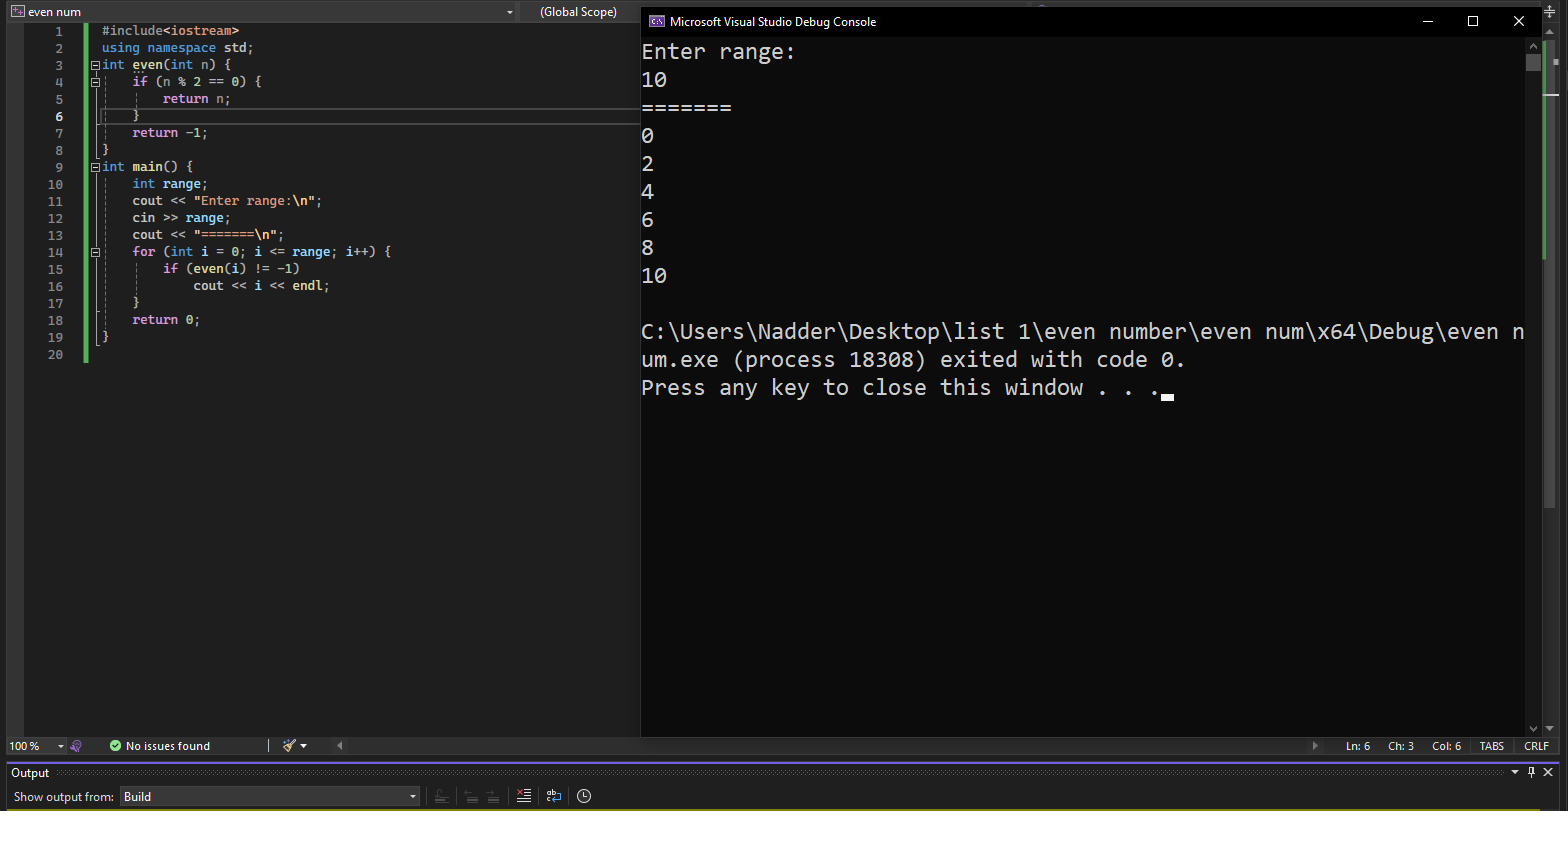 even num
(Global Scope)
1 #include<iostream>
2 using namespace std;
3 int even(int n) {
4     if (n % 2 == 0) {
5         return n;
6     }
7     return -1;
8 }
9 int main() {
10     int range;
11     cout << "Enter range:\n";
12     cin >> range;
13     cout << "=======\n";
14     for (int i = 0; i <= range; i++) {
15         if (even(i) != -1)
16             cout << i << endl;
17     }
18     return 0;
19 }
20
Microsoft Visual Studio Debug Console
Enter range:
10
=======
0
2
4
6
8
10
C:\Users\Nadder\Desktop\list 1\even number\even num\x64\Debug\even n
um.exe (process 18308) exited with code 0.
Press any key to close this window . . .
100 % No issues found Ln: 6 Ch: 3 Col: 6 TABS CRLF
Output
Show output from: Build